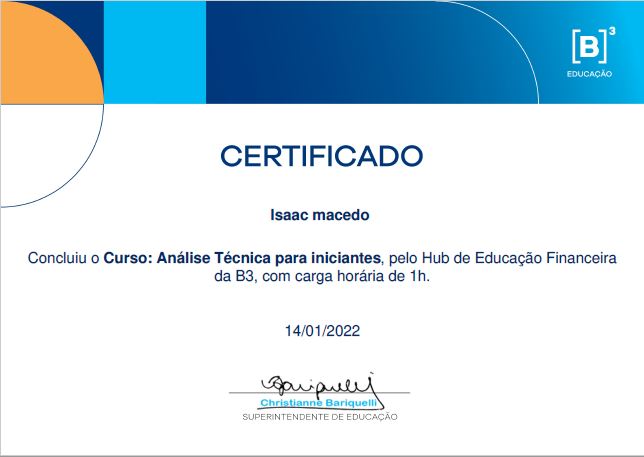 [B]³
EDUCAÇÃO
CERTIFICADO
Isaac macedo
Concluiu o Curso: Análise Técnica para iniciantes, pelo Hub de Educação Financeira
da B3, com carga horária de 1h.
14/01/2022
Bariquelli
Christianne Bariquelli
SUPERINTENDENTE DE EDUCAÇÃO